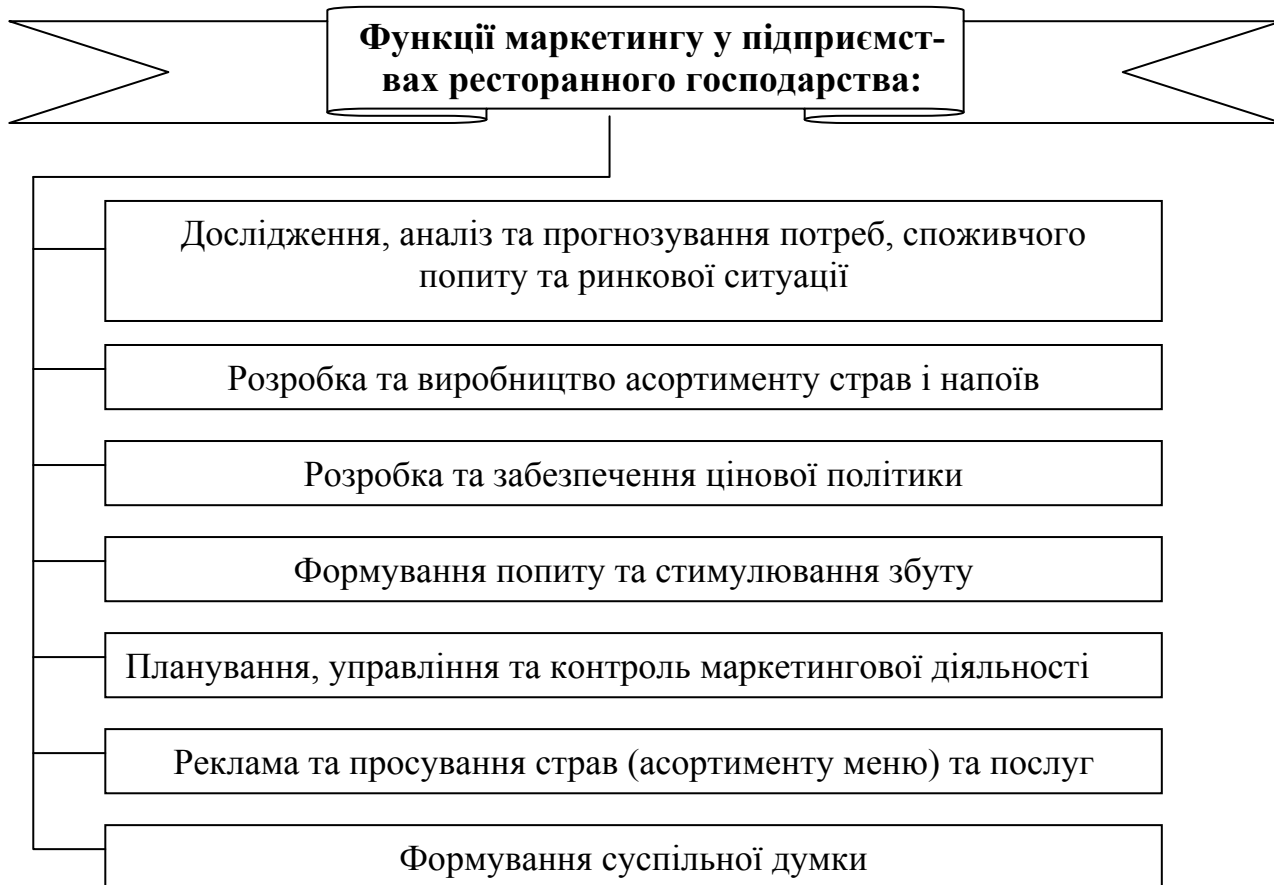 Функції маркетингу у підприємст-
вах ресторанного господарства:
Дослідження, аналіз та прогнозування потреб, споживчого
попиту та ринкової ситуації
Розробка та виробництво асортименту страв і напоїв
Розробка та забезпечення цінової політики
Формування попиту та стимулювання збуту
Планування, управління та контроль маркетингової діяльності
Реклама та просування страв (асортименту меню) та послуг
Формування суспільної думки